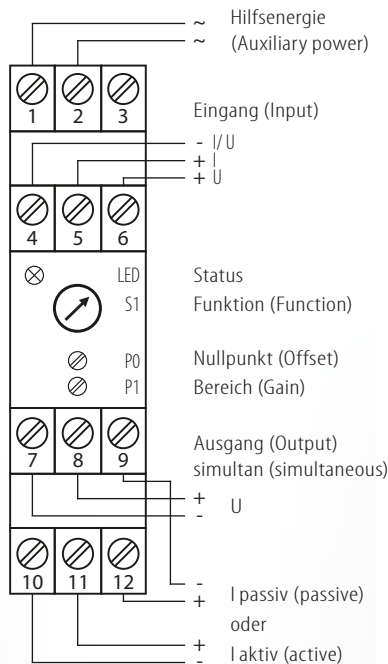 ~ Hilfsenergie
~ (Auxiliary power)
1 2 3
Eingang (Input)
- I/U
+ I
+ U
4 5 6
LED Status
S1 Funktion (Function)
P0 Nullpunkt (Offset)
P1 Bereich (Gain)
Ausgang (Output)
simultan (simultaneous)
7 8 9
+
U
-
-
10 11 12
+ I passiv (passive)
oder
+
I aktiv (active)
-